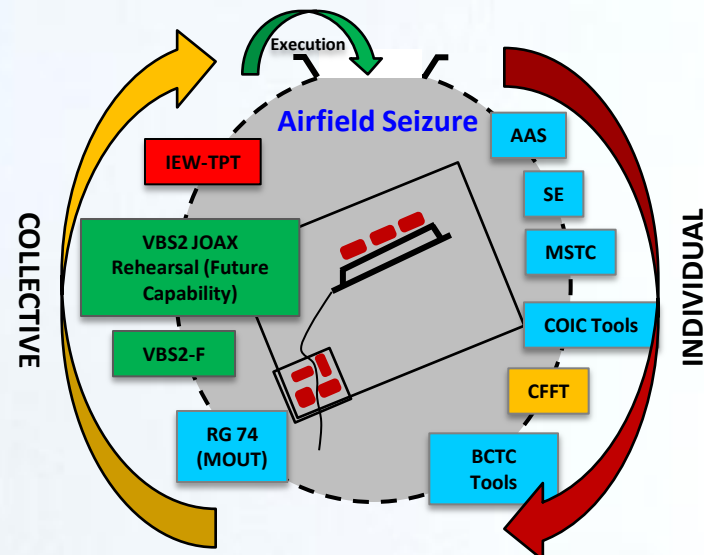 Execution
Airfield Seizure
AAS
IEW-TPT
SE
VBS2 JOAX
Rehearsal (Future
Capability)
MSTC
COIC Tools
VBS2-F
CFFT
RG 74
(MOUT)
BCTC
Tools
COLLECTIVE
INDIVIDUAL